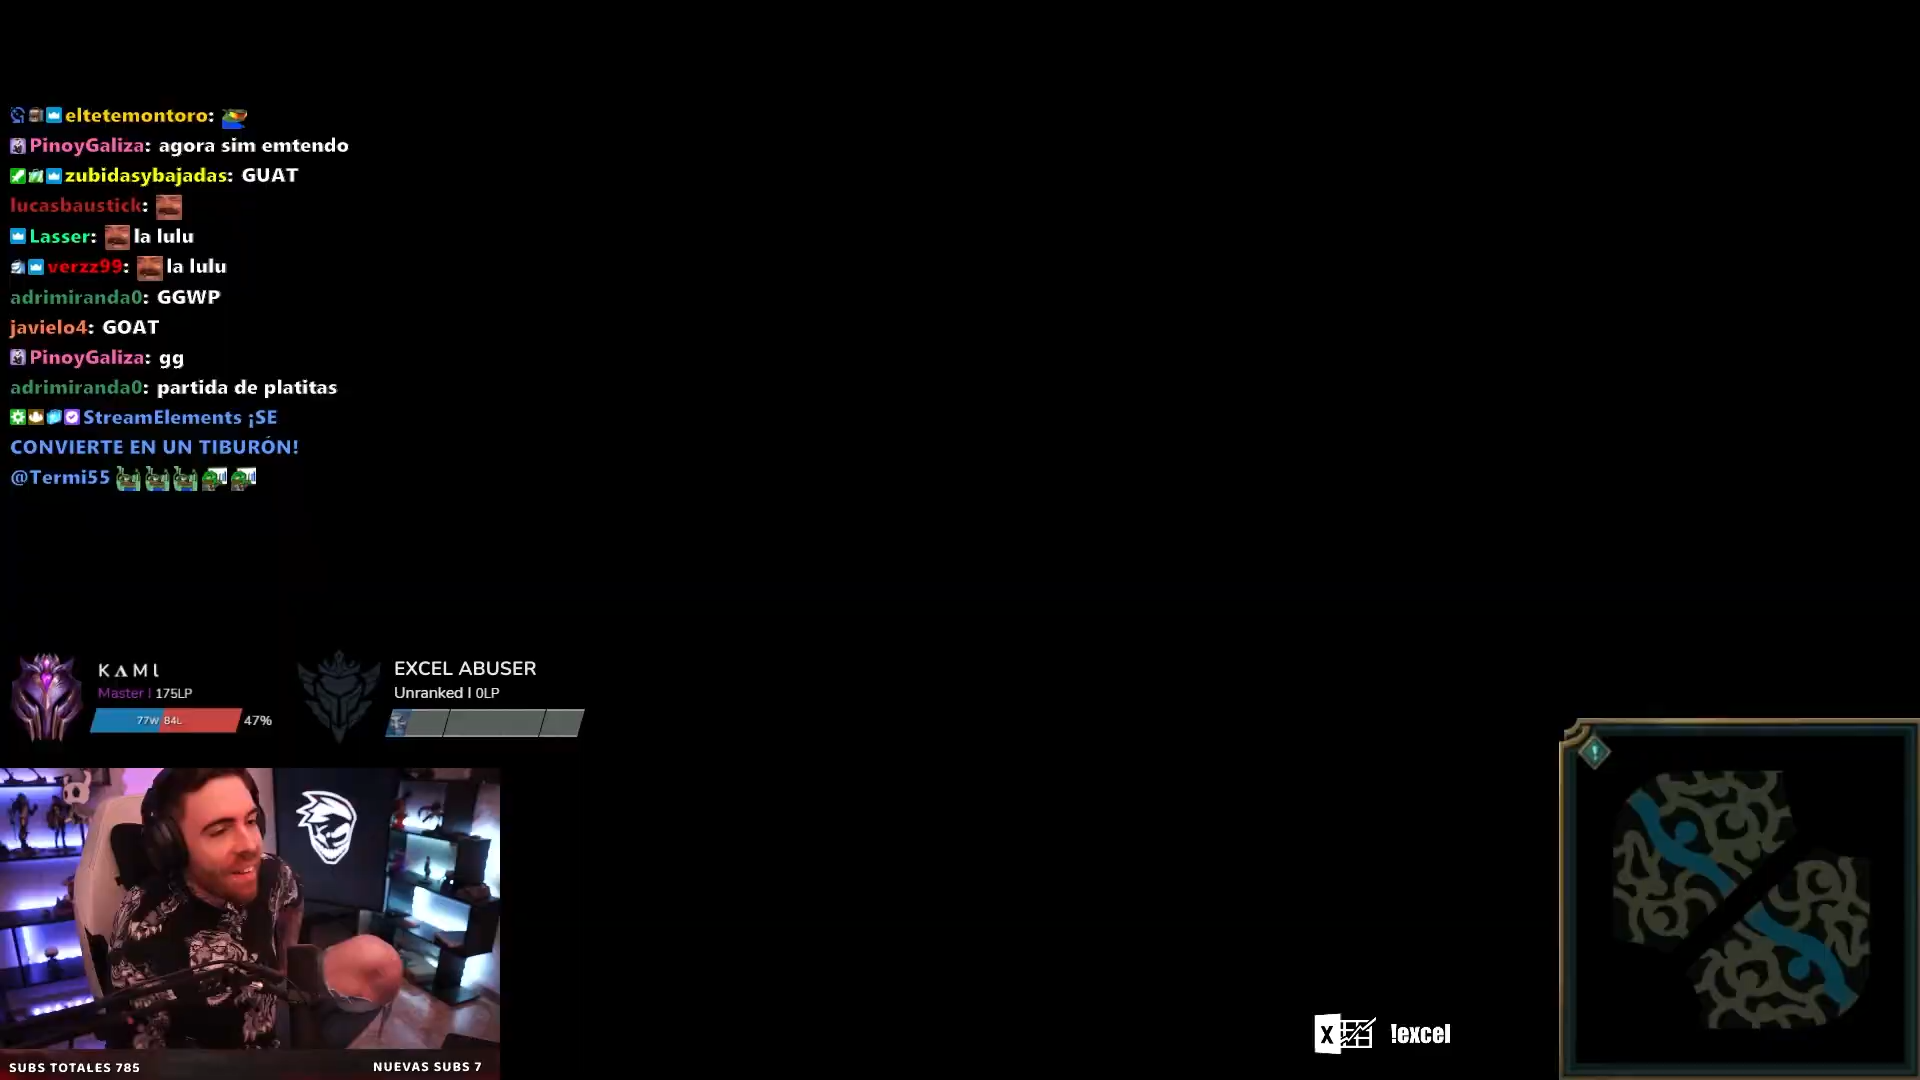 eltetemontoro:
PinoyGaliza: agora sim emtendo
zubidasybajadas: GUAT
lucasbaustick:
Lasser: la lulu
verzz99: la lulu
adrimiranda0: GGWP
javielo4: GOAT
PinoyGaliza: gg
adrimiranda0: partida de platitas
StreamElements ¡SE
CONVIERTE EN UN TIBURÓN!
@Termi55
KAMI
Master I 175LP
77W 84L 47%
EXCEL ABUSER
Unranked I 0LP
X !excel
SUBS TOTALES 785
NUEVAS SUBS 7